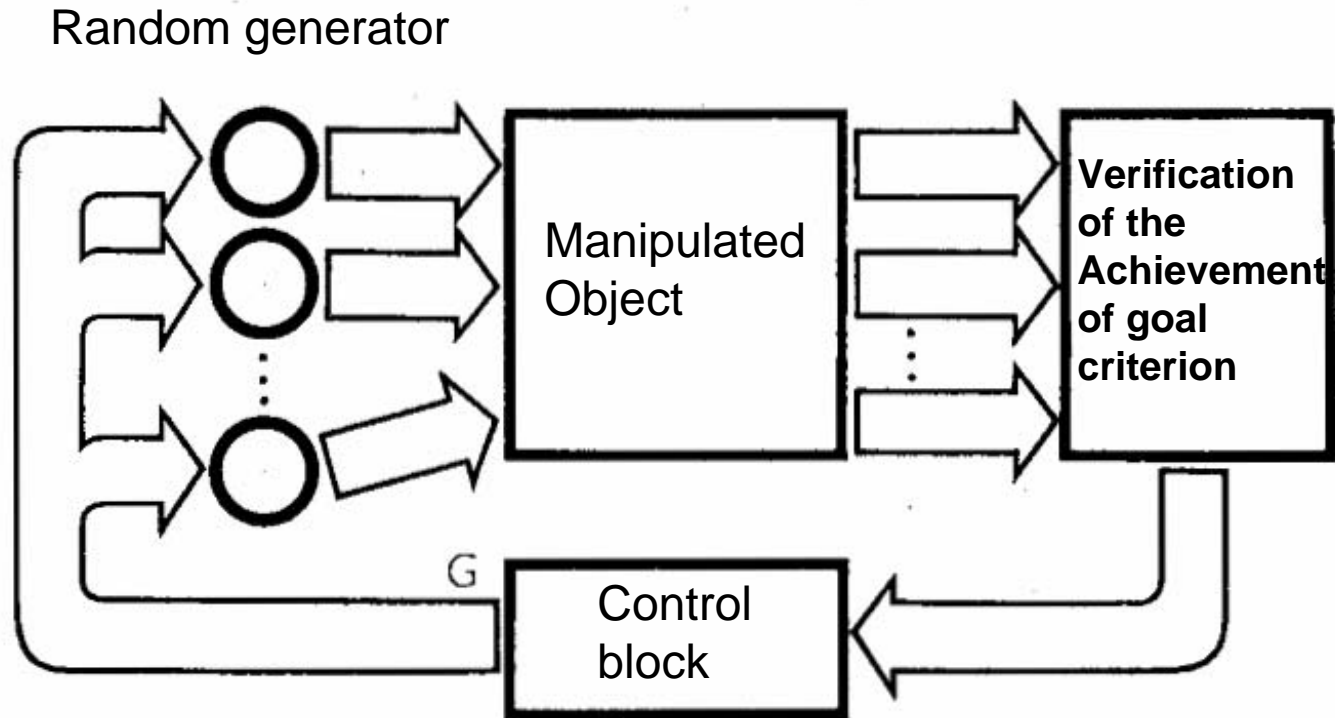 Random generator
Manipulated
Object
Verification
of the
Achievement
of goal
criterion
G
Control
block